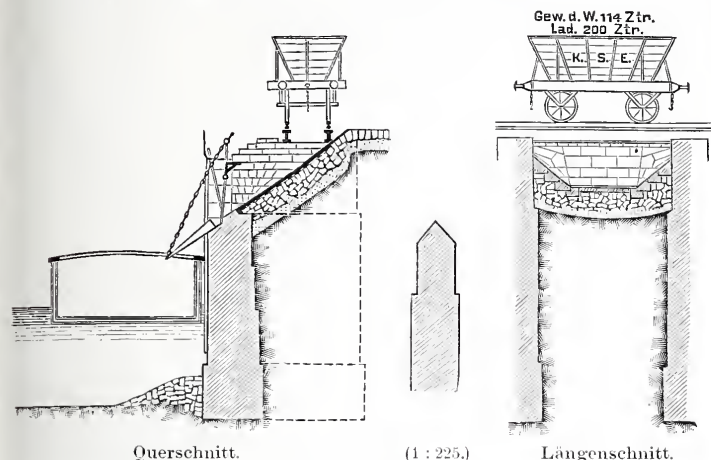 Gew. d. W. 114 Ztr.
Lad. 200 Ztr.
K. S. E.
Querschnitt.
(1 : 225.)
Längenschnitt.